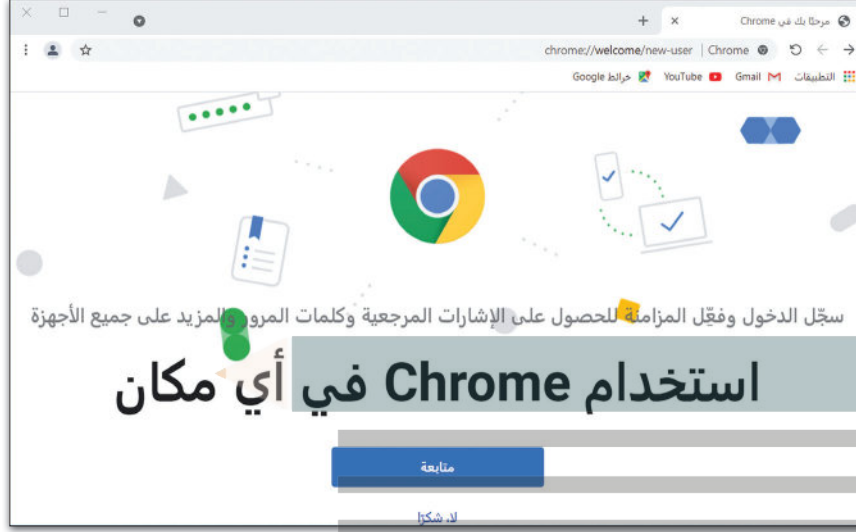 مرحبًا بك في Chrome
Chrome | chrome://welcome/new-user
التطبيقات Gmail YouTube خرائط Google
سجّل الدخول وفعّل المزامنة للحصول على الإشارات المرجعية وكلمات المرور والمزيد على جميع الأجهزة
استخدام Chrome في أي مكان
متابعة
لا، شكرًا